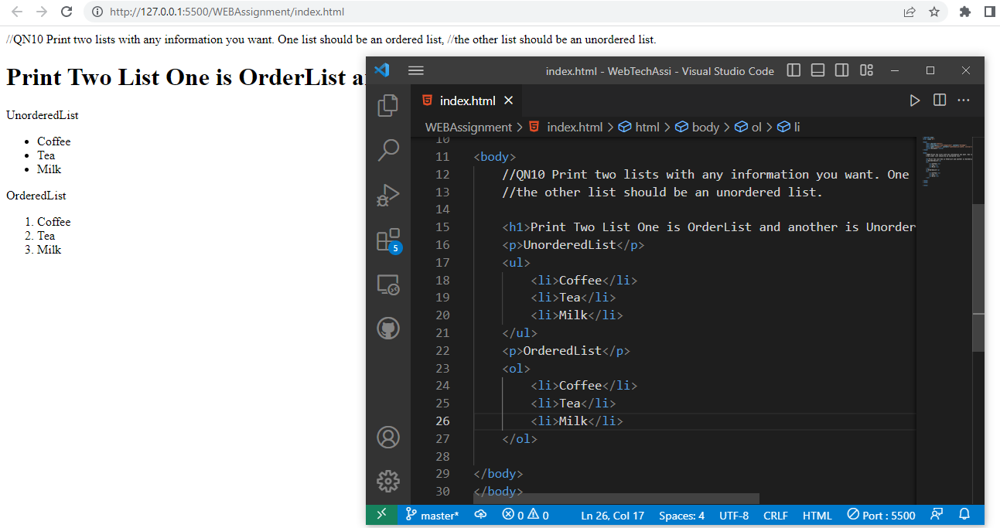 http://127.0.0.1:5500/WEBAssignment/index.html
//QN10 Print two lists with any information you want. One list should be an ordered list, //the other list should be an unordered list.
Print Two List One is OrderList a
UnorderedList
• Coffee
• Tea
• Milk
OrderedList
1. Coffee
2. Tea
3. Milk
index.html - WebTechAssi - Visual Studio Code
index.html
WEBAssignment > index.html > html > body > ol > li
5
10
11 <body>
12 //QN10 Print two lists with any information you want. One
13 //the other list should be an unordered list.
14
15 <h1>Print Two List One is OrderList and another is Unorder
16 <p>UnorderedList</p>
17 <ul>
18 <li>Coffee</li>
19 <li>Tea</li>
20 <li>Milk</li>
21 </ul>
22 <p>OrderedList</p>
23 <ol>
24 <li>Coffee</li>
25 <li>Tea</li>
26 <li>Milk</li>
27 </ol>
28
29 </body>
30 </body>
master* 0 0 Ln 26, Col 17 Spaces: 4 UTF-8 CRLF HTML Port : 5500